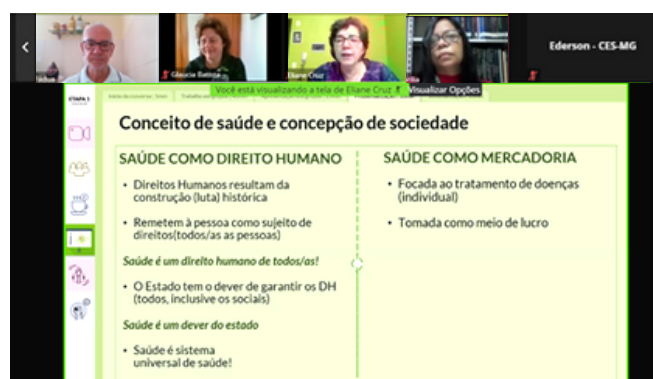 Ederson - CES-MG
Glaucia Batista
Eliane Cruz
Você está visualizando a tela de Eliane Cruz
Visualizar Opções
ETAPA 1
Conceito de saúde e concepção de sociedade
SAÚDE COMO DIREITO HUMANO
• Direitos Humanos resultam da
construção (luta) histórica
• Remetem à pessoa como sujeito de
direitos(todos/as as pessoas)
Saúde é um direito humano de todos/as!
• O Estado tem o dever de garantir os DH
(todos, inclusive os sociais)
Saúde é um dever do estado
• Saúde é sistema
universal de saúde!
SAÚDE COMO MERCADORIA
• Focada ao tratamento de doenças
(individual)
• Tomada como meio de lucro